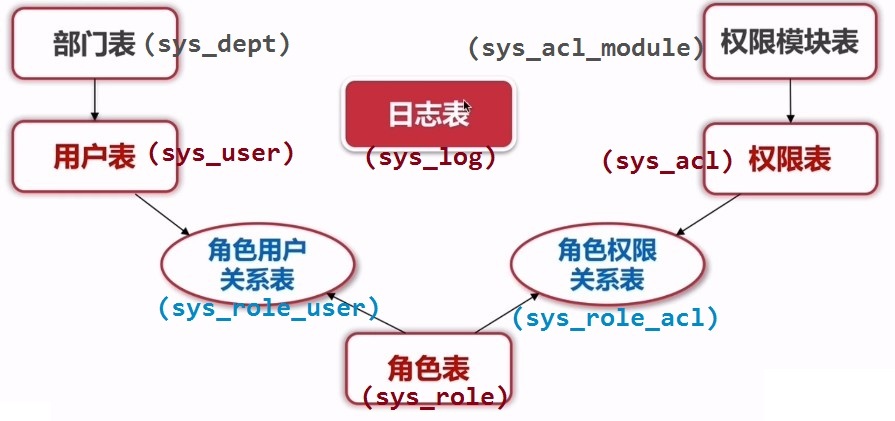 部门表(sys_dept)
(sys_acl_module)权限模块表
日志表
(sys_log)
用户表(sys_user)
(sys_acl)权限表
角色用户
关系表
(sys_role_user)
角色权限
关系表
(sys_role_acl)
角色表
(sys_role)